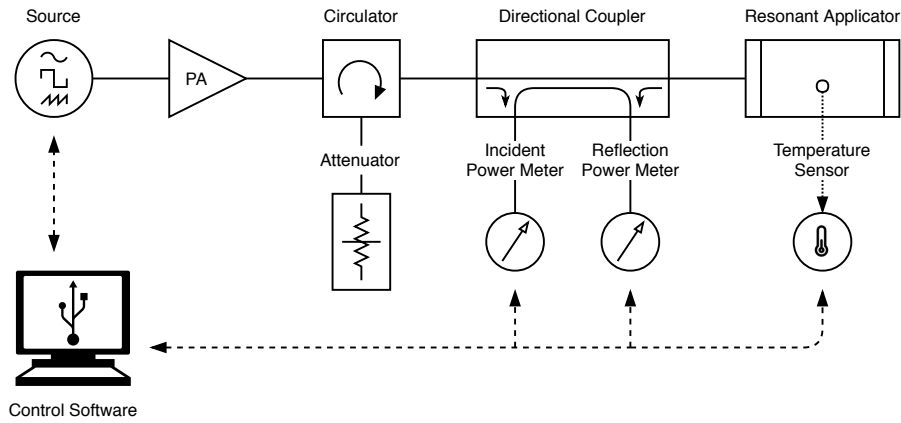 Source
Circulator
Directional Coupler
Resonant Applicator
PA
Attenuator
Incident
Power Meter
Reflection
Power Meter
Temperature
Sensor
Control Software